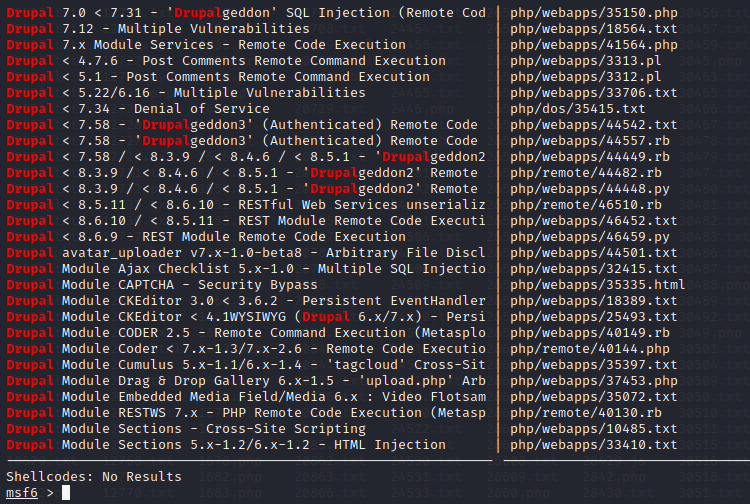 Drupal 7.0 < 7.31 - 'Drupalgeddon' SQL Injection (Remote Cod | php/webapps/35150.php
Drupal 7.12 - Multiple Vulnerabilities | php/webapps/18564.txt
Drupal 7.x Module Services - Remote Code Execution | php/webapps/41564.php
Drupal < 4.7.6 - Post Comments Remote Command Execution | php/webapps/3313.pl
Drupal < 5.1 - Post Comments Remote Command Execution | php/webapps/3312.pl
Drupal < 5.22/6.16 - Multiple Vulnerabilities | php/webapps/33706.txt
Drupal < 7.34 - Denial of Service | php/dos/35415.txt
Drupal < 7.58 - 'Drupalgeddon3' (Authenticated) Remote Code | php/webapps/44542.txt
Drupal < 7.58 - 'Drupalgeddon3' (Authenticated) Remote Code | php/webapps/44557.rb
Drupal < 7.58 / < 8.3.9 / < 8.4.6 / < 8.5.1 - 'Drupalgeddon2 | php/webapps/44449.rb
Drupal < 8.3.9 / < 8.4.6 / < 8.5.1 - 'Drupalgeddon2' Remote | php/remote/44482.rb
Drupal < 8.3.9 / < 8.4.6 / < 8.5.1 - 'Drupalgeddon2' Remote | php/webapps/44448.py
Drupal < 8.5.11 / < 8.6.10 - RESTful Web Services unserializ | php/remote/46510.rb
Drupal < 8.6.10 / < 8.5.11 - REST Module Remote Code Executi | php/webapps/46452.txt
Drupal < 8.6.9 - REST Module Remote Code Execution | php/webapps/46459.py
Drupal avatar_uploader v7.x-1.0-beta8 - Arbitrary File Discl | php/webapps/44501.txt
Drupal Module Ajax Checklist 5.x-1.0 - Multiple SQL Injectio | php/webapps/32415.txt
Drupal Module CAPTCHA - Security Bypass | php/webapps/35335.html
Drupal Module CKEditor 3.0 < 3.6.2 - Persistent EventHandler | php/webapps/18389.txt
Drupal Module CKEditor < 4.1WYSIWYG (Drupal 6.x/7.x) - Persi | php/webapps/25493.txt
Drupal Module CODER 2.5 - Remote Command Execution (Metasplo | php/webapps/40149.rb
Drupal Module Coder < 7.x-1.3/7.x-2.6 - Remote Code Executio | php/remote/40144.php
Drupal Module Cumulus 5.x-1.1/6.x-1.4 - 'tagcloud' Cross-Sit | php/webapps/35397.txt
Drupal Module Drag & Drop Gallery 6.x-1.5 - 'upload.php' Arb | php/webapps/37453.php
Drupal Module Embedded Media Field/Media 6.x : Video Flotsam | php/webapps/35072.txt
Drupal Module RESTWS 7.x - PHP Remote Code Execution (Metasp | php/remote/40130.rb
Drupal Module Sections - Cross-Site Scripting | php/webapps/10485.txt
Drupal Module Sections 5.x-1.2/6.x-1.2 - HTML Injection | php/webapps/33410.txt
Shellcodes: No Results
msf6 >